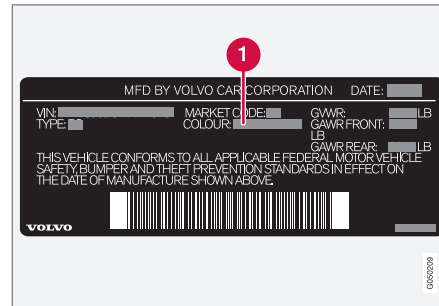 1
MFD BY VOLVO CAR CORPORATION DATE:
VIN: MARKET CODE: GVWR: LB
TYPE: COLOUR: GAWR FRONT:
LB
GAWR REAR: LB
THIS VEHICLE CONFORMS TO ALL APPLICABLE FEDERAL MOTOR VEHICLE
SAFETY, BUMPER AND THEFT PREVENTION STANDARDS IN EFFECT ON
THE DATE OF MANUFACTURE SHOWN ABOVE.
VOLVO
G050209